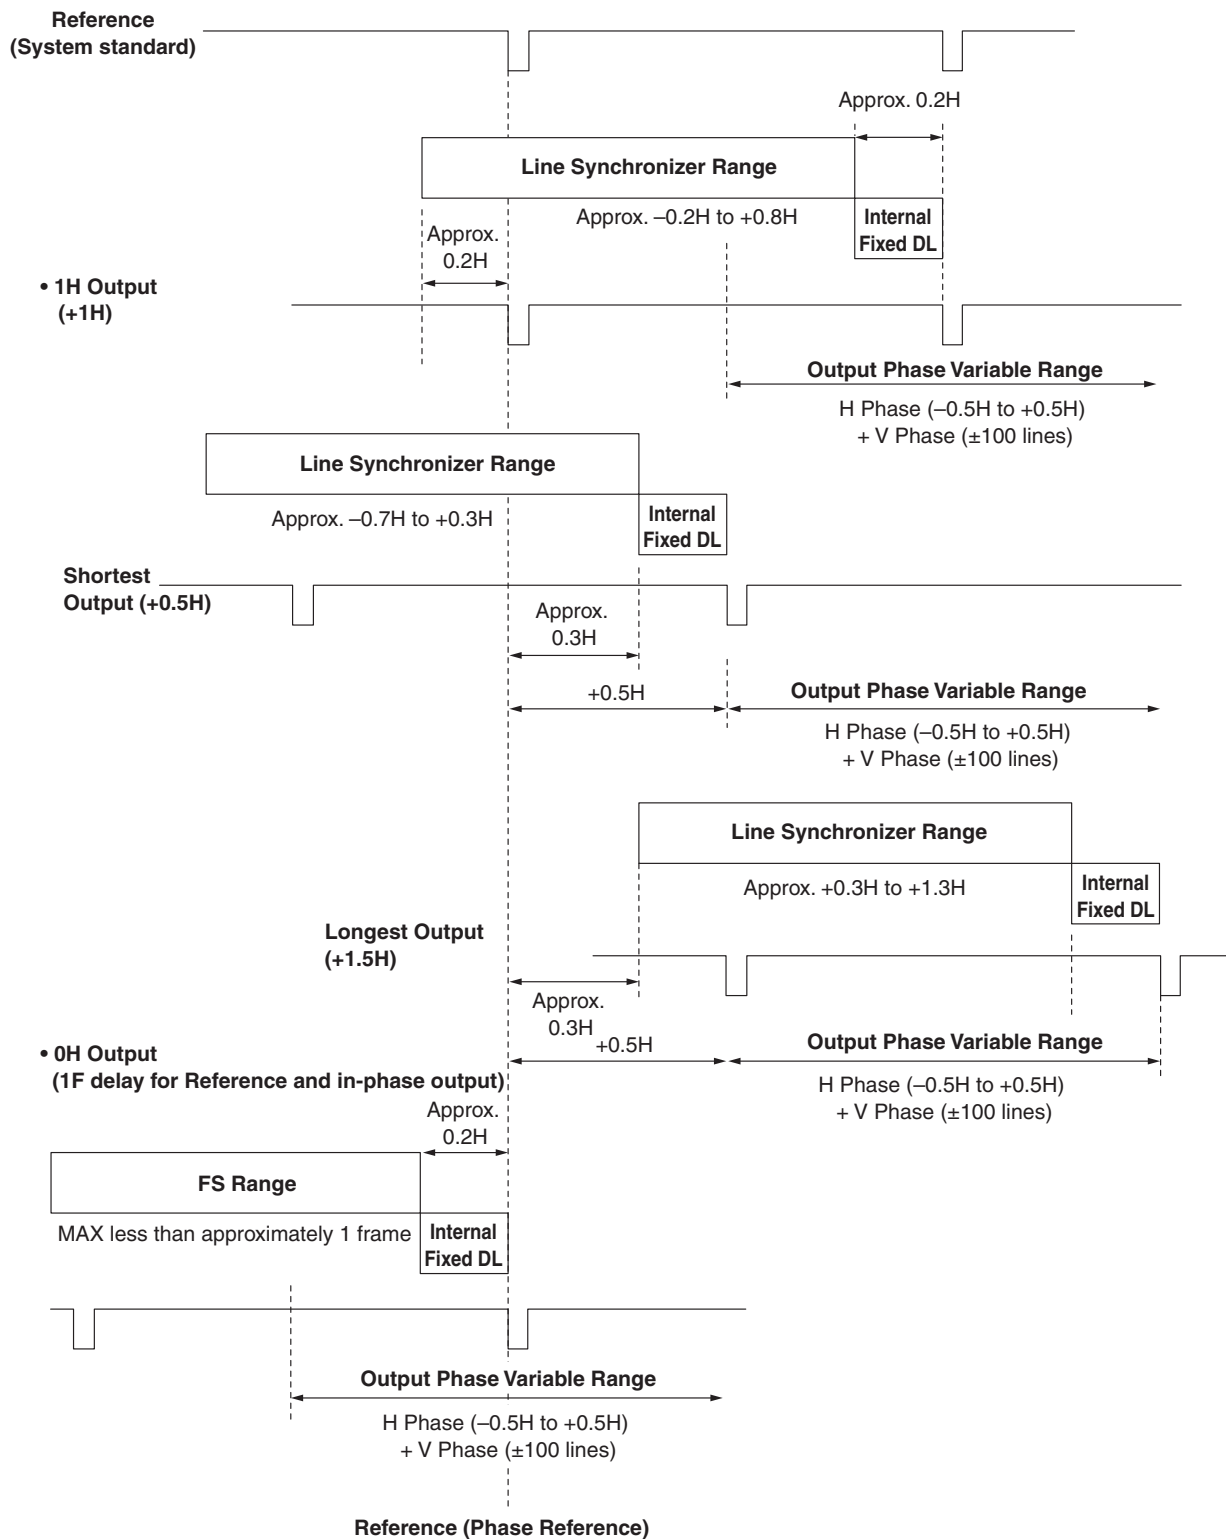 Reference
(System standard)
Approx. 0.2H
Line Synchronizer Range
Approx. –0.2H to +0.8H
Internal
Fixed DL
Approx.
0.2H
• 1H Output
(+1H)
Output Phase Variable Range
H Phase (–0.5H to +0.5H)
+ V Phase (±100 lines)
Line Synchronizer Range
Approx. –0.7H to +0.3H
Internal
Fixed DL
Shortest
Output (+0.5H)
Approx.
0.3H
+0.5H
Output Phase Variable Range
H Phase (–0.5H to +0.5H)
+ V Phase (±100 lines)
Line Synchronizer Range
Approx. +0.3H to +1.3H
Internal
Fixed DL
Longest Output
(+1.5H)
Approx.
0.3H
+0.5H
Output Phase Variable Range
H Phase (–0.5H to +0.5H)
+ V Phase (±100 lines)
• 0H Output
(1F delay for Reference and in-phase output)
Approx.
0.2H
FS Range
MAX less than approximately 1 frame
Internal
Fixed DL
Output Phase Variable Range
H Phase (–0.5H to +0.5H)
+ V Phase (±100 lines)
Reference (Phase Reference)